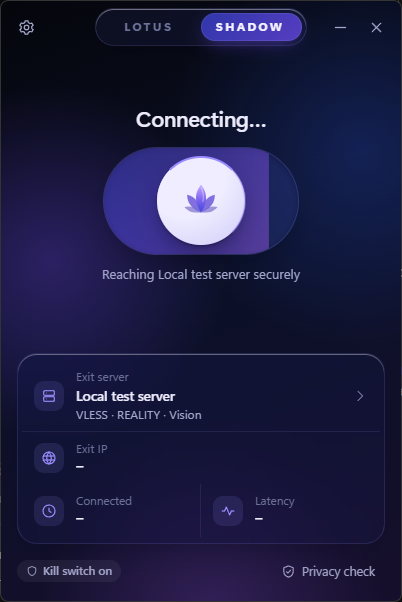 LOTUS
SHADOW
Connecting...
Reaching Local test server securely
Exit server
Local test server
VLESS · REALITY · Vision
Exit IP
–
Connected
–
Latency
–
Kill switch on
Privacy check